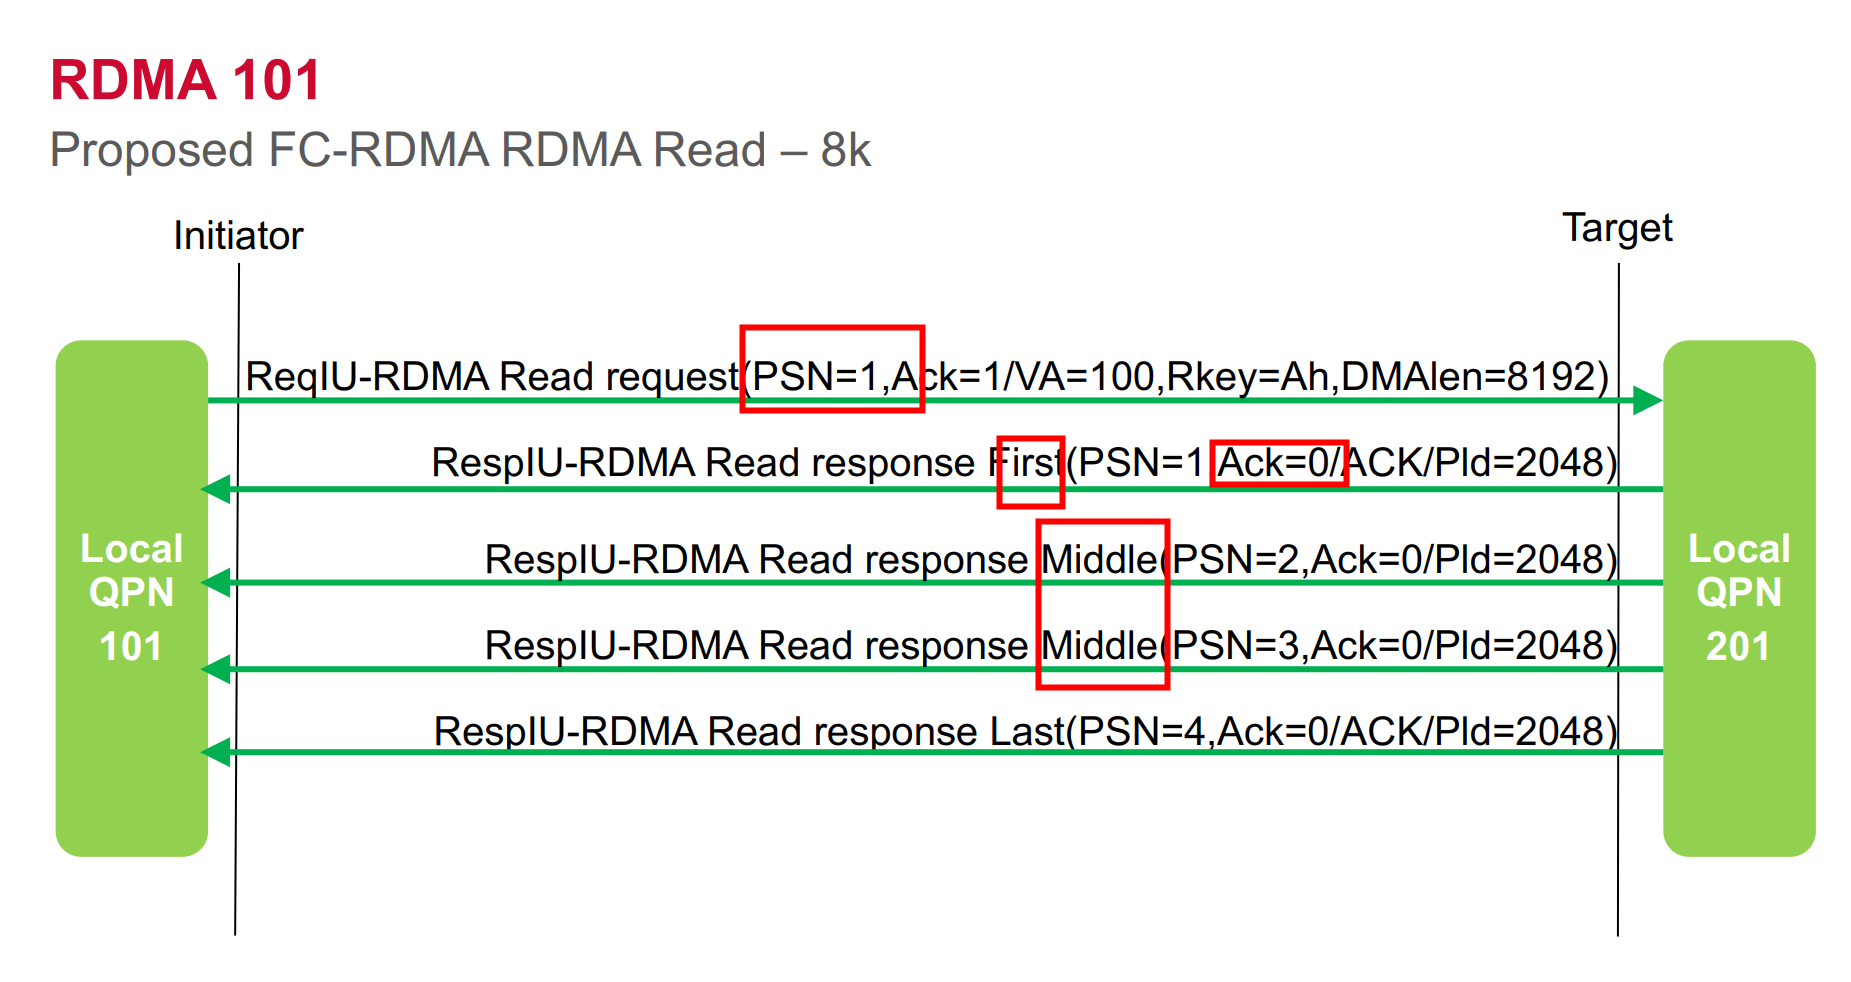 RDMA 101
Proposed FC-RDMA RDMA Read – 8k
Initiator
Target
ReqIU-RDMA Read request(PSN=1,Ack=1/VA=100,Rkey=Ah,DMAlen=8192)
RespIU-RDMA Read response First(PSN=1,Ack=0/ACK/Pld=2048)
RespIU-RDMA Read response Middle(PSN=2,Ack=0/Pld=2048)
RespIU-RDMA Read response Middle(PSN=3,Ack=0/Pld=2048)
RespIU-RDMA Read response Last(PSN=4,Ack=0/ACK/Pld=2048)
Local
QPN
101
Local
QPN
201